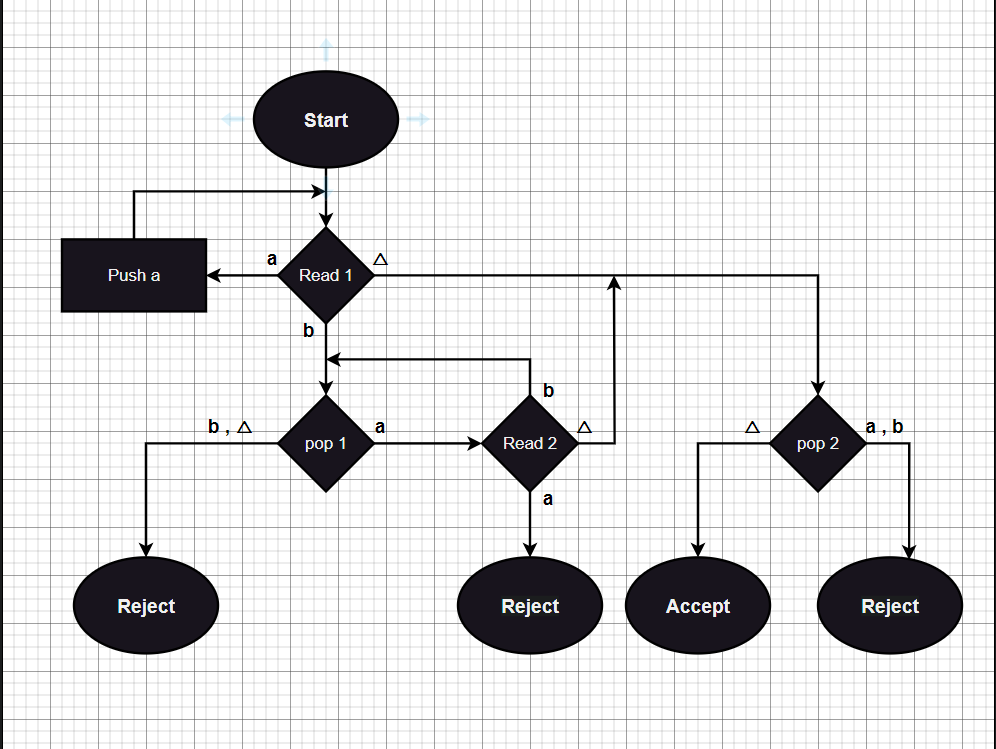 Start
a
△
Push a
Read 1
b
b
b , △
a
△
△
a , b
pop 1
Read 2
pop 2
a
Reject
Reject
Accept
Reject